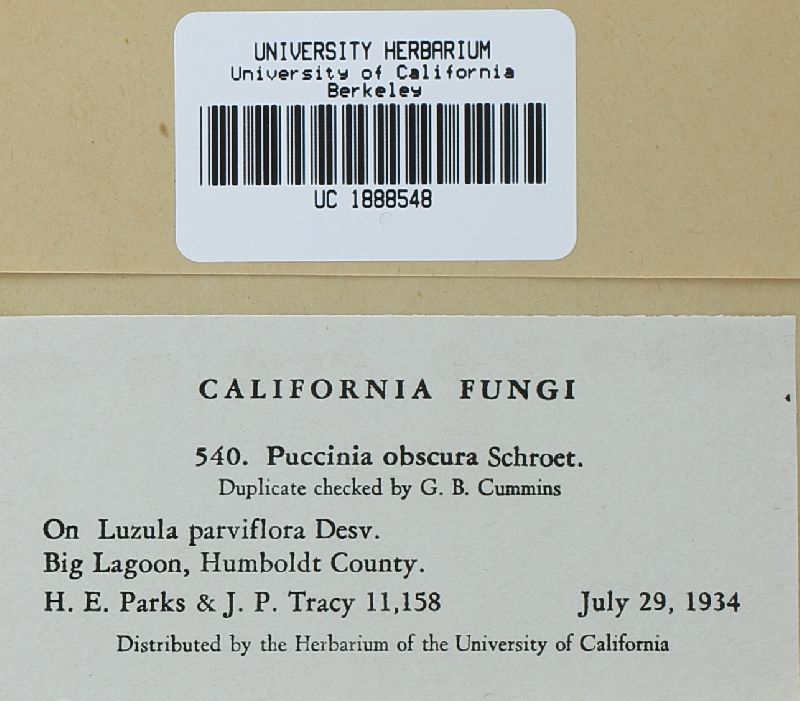 UNIVERSITY HERBARIUM
University of California
Berkeley
UC 1888548
CALIFORNIA FUNGI
540. Puccinia obscura Schroet.
Duplicate checked by G. B. Cummins
On Luzula parviflora Desv.
Big Lagoon, Humboldt County.
H. E. Parks & J. P. Tracy 11,158 July 29, 1934
Distributed by the Herbarium of the University of California